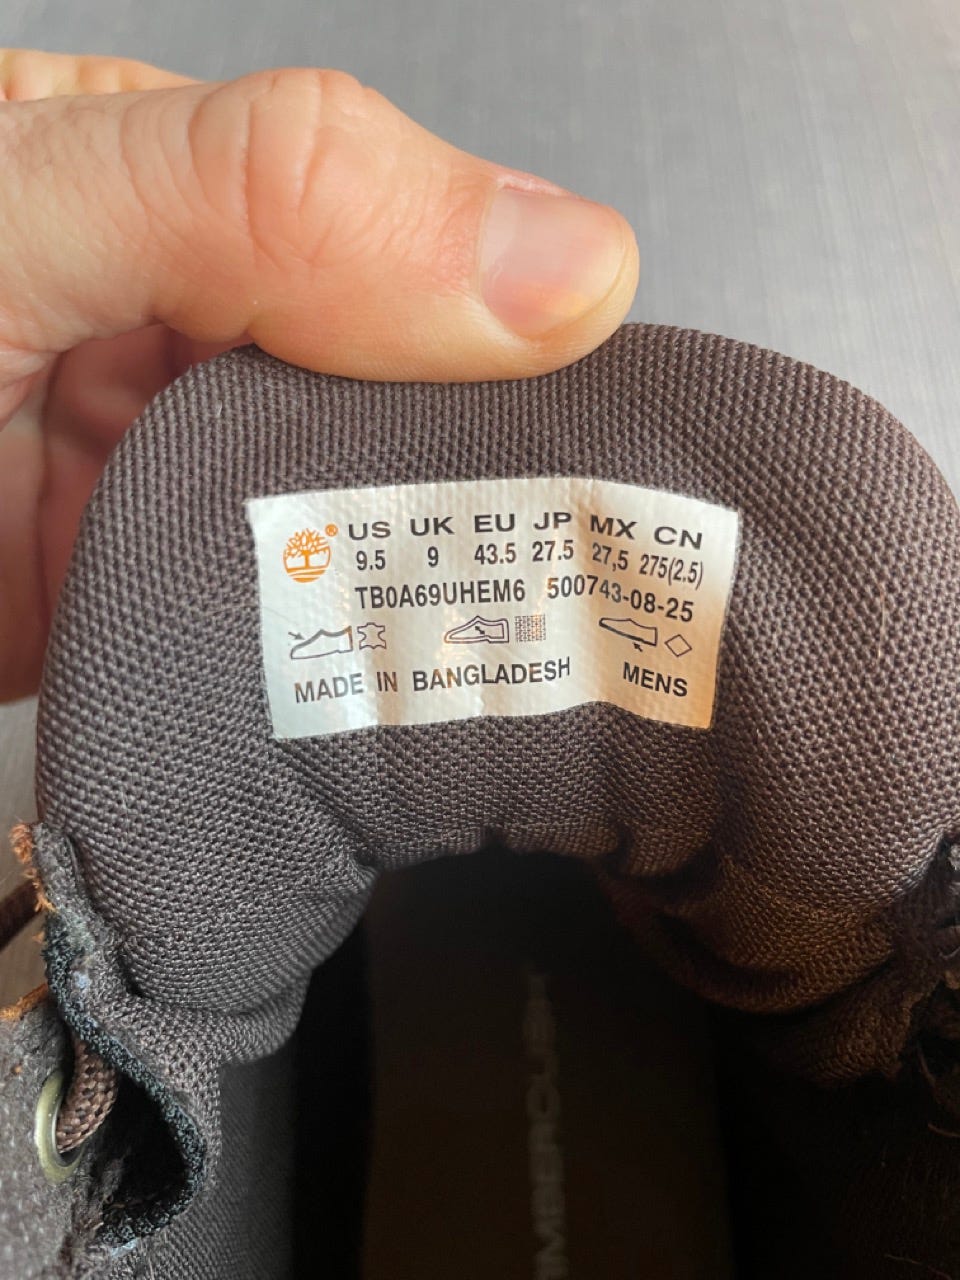 ® US UK EU JP MX CN
9.5 9 43.5 27.5 27,5 275(2.5)
TB0A69UHEM6 500743-08-25
MADE IN BANGLADESH MENS